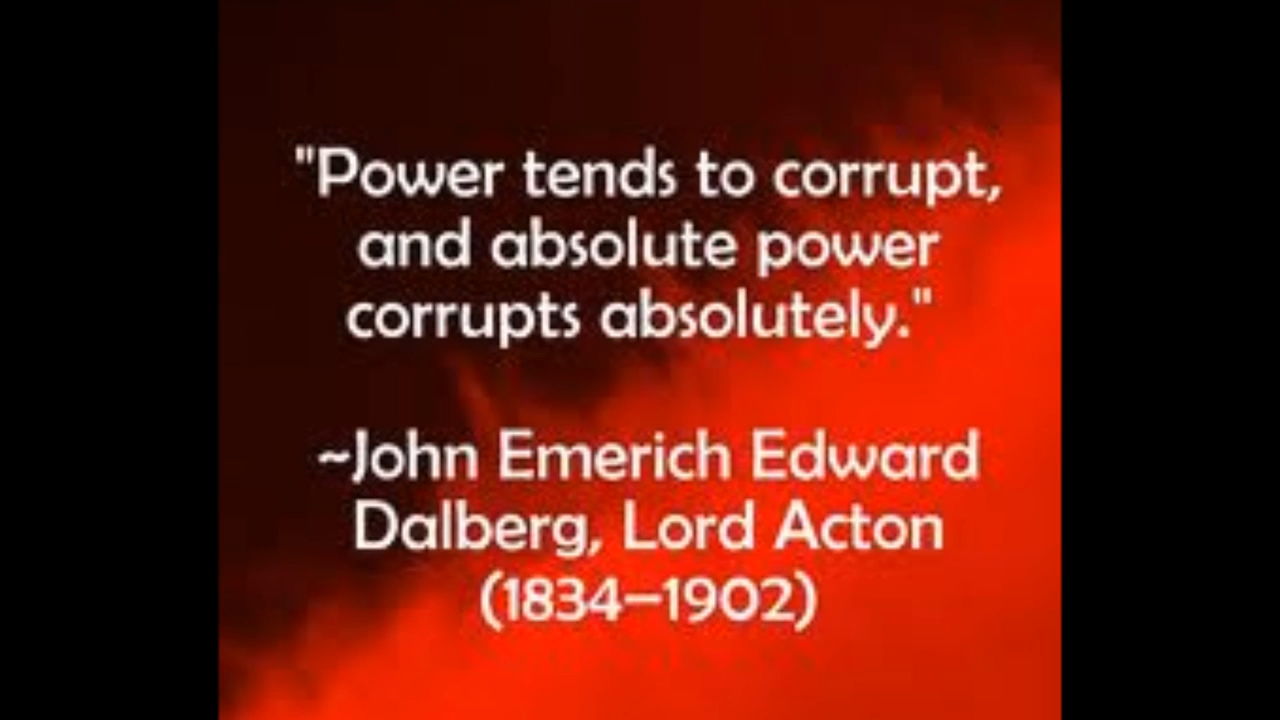 "Power tends to corrupt,
and absolute power
corrupts absolutely."
~John Emerich Edward
Dalberg, Lord Acton
(1834–1902)